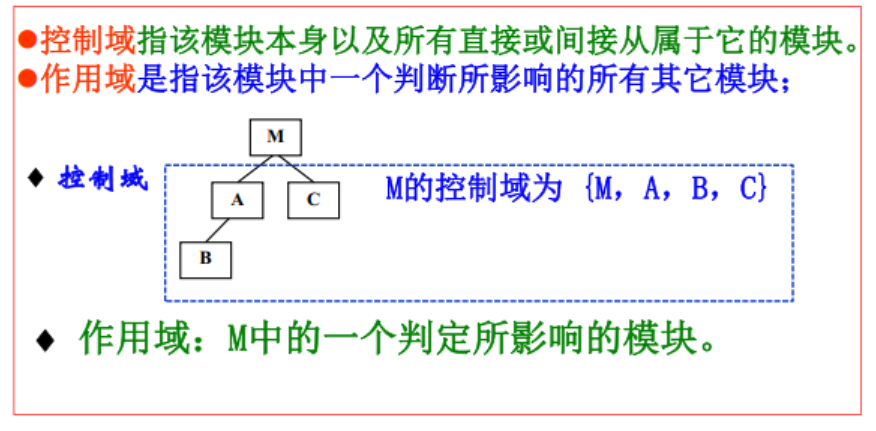 ●控制域指该模块本身以及所有直接或间接从属于它的模块。
●作用域是指该模块中一个判断所影响的所有其它模块；
M
◆ 控制域
M的控制域为 {M，A，B，C}
A
C
B
◆ 作用域：M中的一个判定所影响的模块。